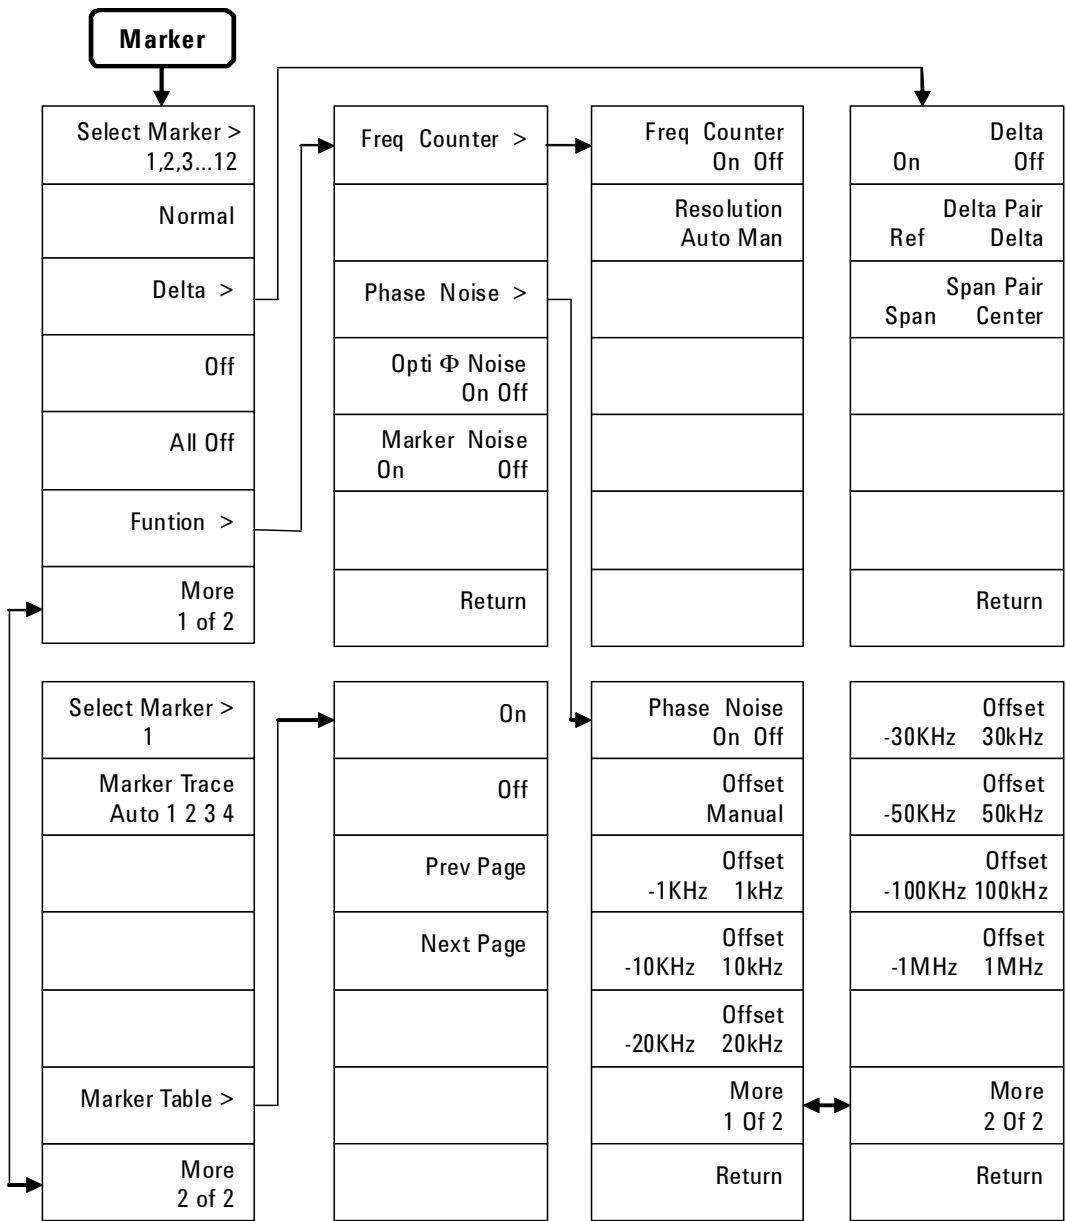 Marker
Select Marker >
1,2,3...12
Normal
Delta >
Off
All Off
Funtion >
More
1 of 2
Freq Counter >
Phase Noise >
Opti Φ Noise
On Off
Marker Noise
On Off
Return
Freq Counter
On Off
Resolution
Auto Man
Delta
On Off
Delta Pair
Ref Delta
Span Pair
Span Center
Return
Select Marker >
1
Marker Trace
Auto 1 2 3 4
Marker Table >
More
2 of 2
On
Off
Prev Page
Next Page
Phase Noise
On Off
Offset
Manual
Offset
-1KHz 1kHz
Offset
-10KHz 10kHz
Offset
-20KHz 20kHz
More
1 Of 2
Return
Offset
-30KHz 30kHz
Offset
-50KHz 50kHz
Offset
-100KHz 100kHz
Offset
-1MHz 1MHz
More
2 Of 2
Return